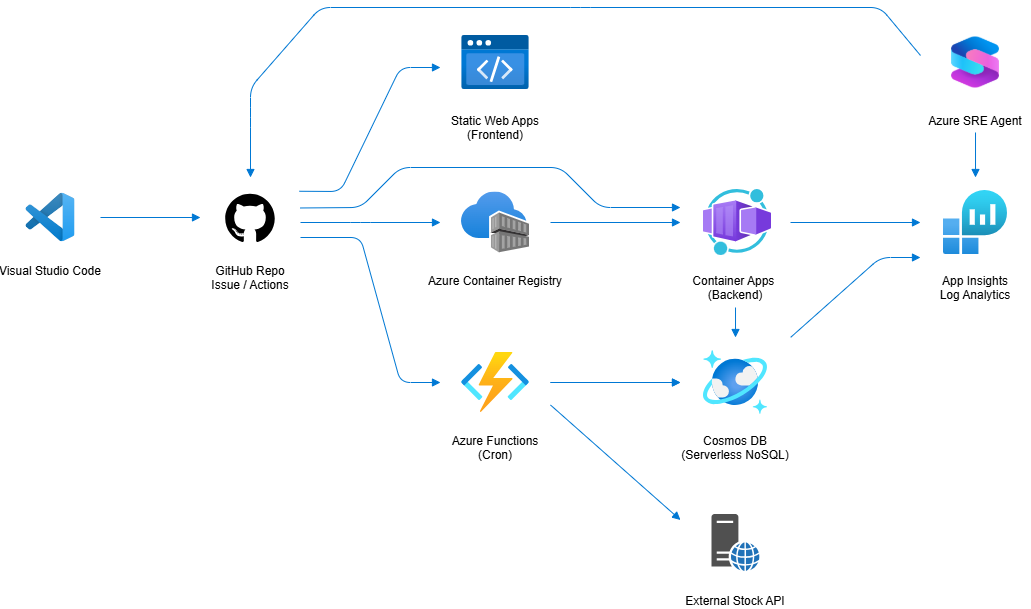 Static Web Apps
(Frontend)
Azure SRE Agent
Visual Studio Code
GitHub Repo
Issue / Actions
Azure Container Registry
Container Apps
(Backend)
App Insights
Log Analytics
Azure Functions
(Cron)
Cosmos DB
(Serverless NoSQL)
External Stock API